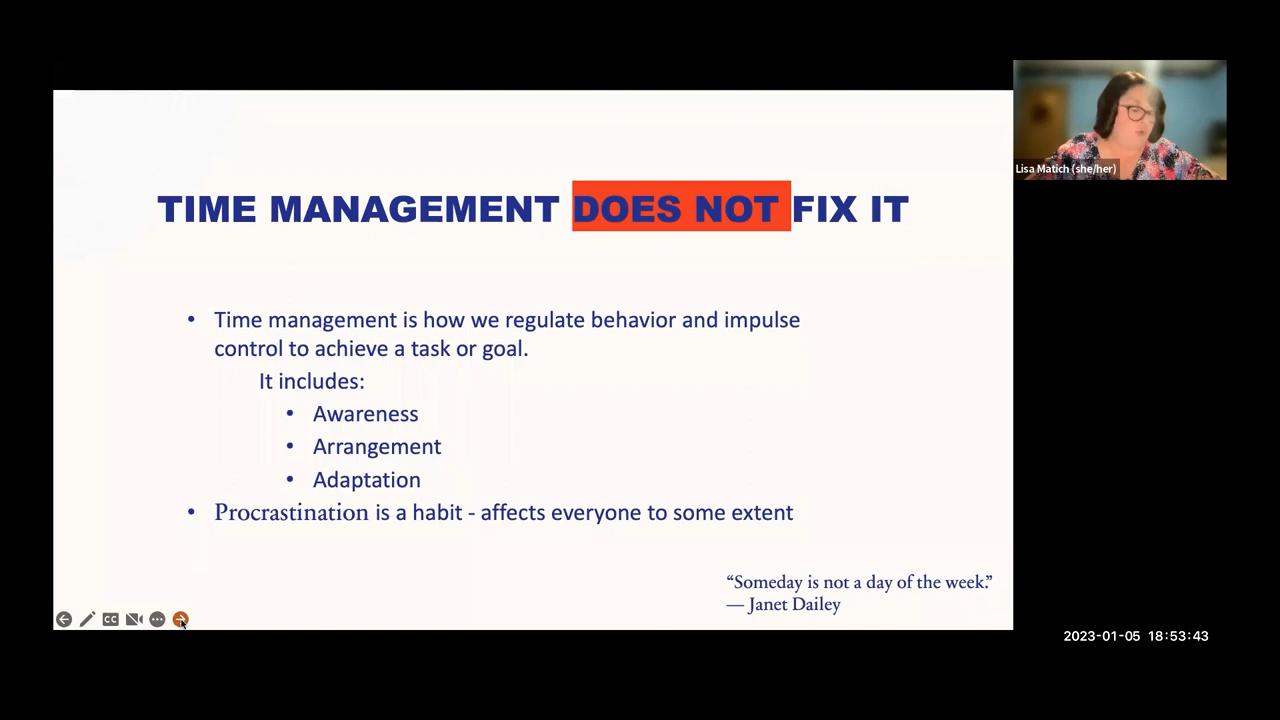 Lisa Matich (she/her)
TIME MANAGEMENT DOES NOT FIX IT
• Time management is how we regulate behavior and impulse
control to achieve a task or goal.
It includes:
• Awareness
• Arrangement
• Adaptation
• Procrastination is a habit - affects everyone to some extent
“Someday is not a day of the week.”
— Janet Dailey
CC
2023-01-05 18:53:43